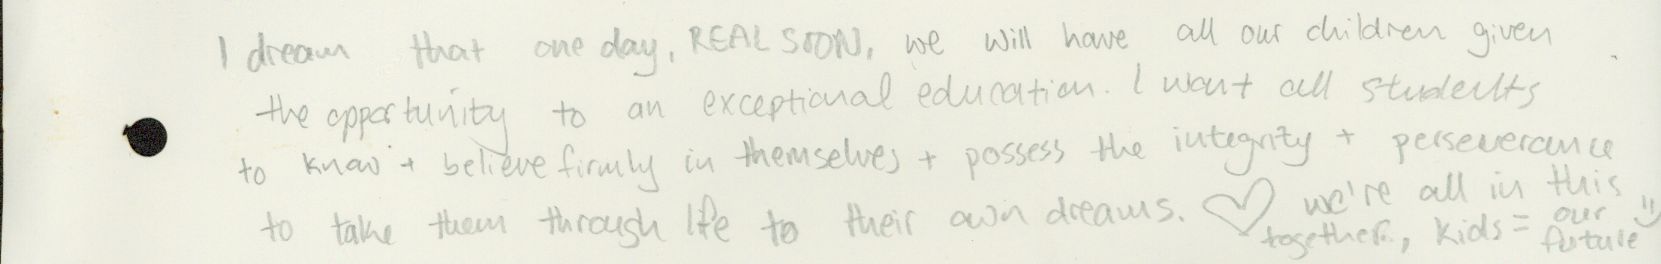 I dream that one day, REAL SOON, we will have all our children given
the opportunity to an exceptional education. I want all students
to know + believe firmly in themselves + possess the integrity + perseverance
to take them through life to their own dreams. ♡ we're all in this
together, kids = our future :)